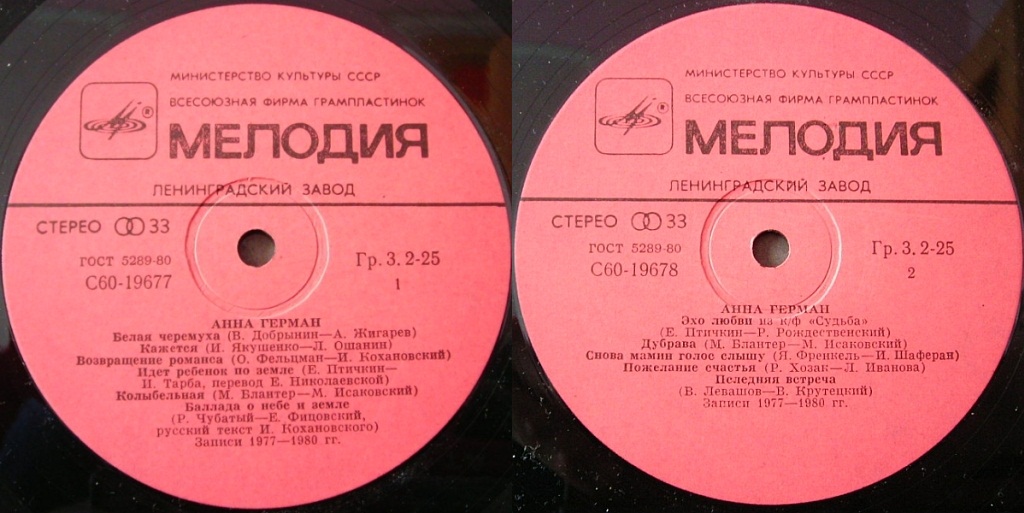 МИНИСТЕРСТВО КУЛЬТУРЫ СССР
ВСЕСОЮЗНАЯ ФИРМА ГРАМПЛАСТИНОК
МЕЛОДИЯ
ЛЕНИНГРАДСКИЙ ЗАВОД
СТЕРЕО 33
ГОСТ 5289-80
С60-19677
Гр. 3. 2-25
1
АННА ГЕРМАН
Белая черемуха (В. Добрынин—А. Жигарев)
Кажется (И. Якушенко—Л. Ошанин)
Возвращение романса (О. Фельцман—И. Кохановский)
Идет ребенок по земле (Е. Птичкин—
И. Тарба, перевод Е. Николаевской)
Колыбельная (М. Блантер—М. Исаковский)
Баллада о небе и земле
(Р. Чубатый—Е. Фицовский,
русский текст И. Кохановского)
Записи 1977—1980 гг.
МИНИСТЕРСТВО КУЛЬТУРЫ СССР
ВСЕСОЮЗНАЯ ФИРМА ГРАМПЛАСТИНОК
МЕЛОДИЯ
ЛЕНИНГРАДСКИЙ ЗАВОД
СТЕРЕО 33
ГОСТ 5289-80
С60-19678
Гр. 3. 2-25
2
АННА ГЕРМАН
Эхо любви из к/ф «Судьба»
(Е. Птичкин—Р. Рождественский)
Дубрава (М. Блантер—М. Исаковский)
Снова мамин голос слышу (Я. Френкель—И. Шаферан)
Пожелание счастья (Р. Хозак—Л. Иванова)
Пследняя встреча
(В. Левашов—В. Крутецкий)
Записи 1977—1980 гг.